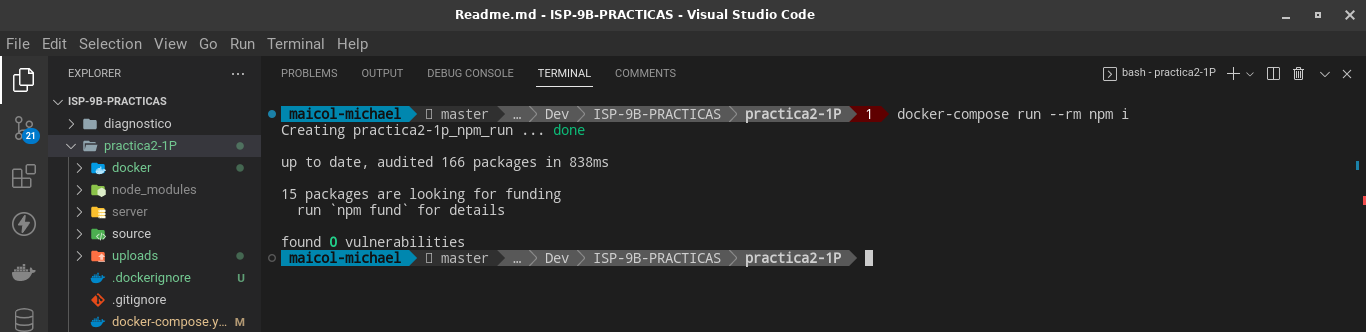 Readme.md - ISP-9B-PRACTICAS - Visual Studio Code
File Edit Selection View Go Run Terminal Help
EXPLORER
ISP-9B-PRACTICAS
diagnostico
practica2-1P
docker
node_modules
server
source
uploads
.dockerignore U
.gitignore
docker-compose.y... M
21
PROBLEMS OUTPUT DEBUG CONSOLE TERMINAL COMMENTS
bash - practica2-1P
maicol-michael master … Dev ISP-9B-PRACTICAS practica2-1P 1 docker-compose run --rm npm i
Creating practica2-1p_npm_run ... done
up to date, audited 166 packages in 838ms
15 packages are looking for funding
run `npm fund` for details
found 0 vulnerabilities
maicol-michael master … Dev ISP-9B-PRACTICAS practica2-1P